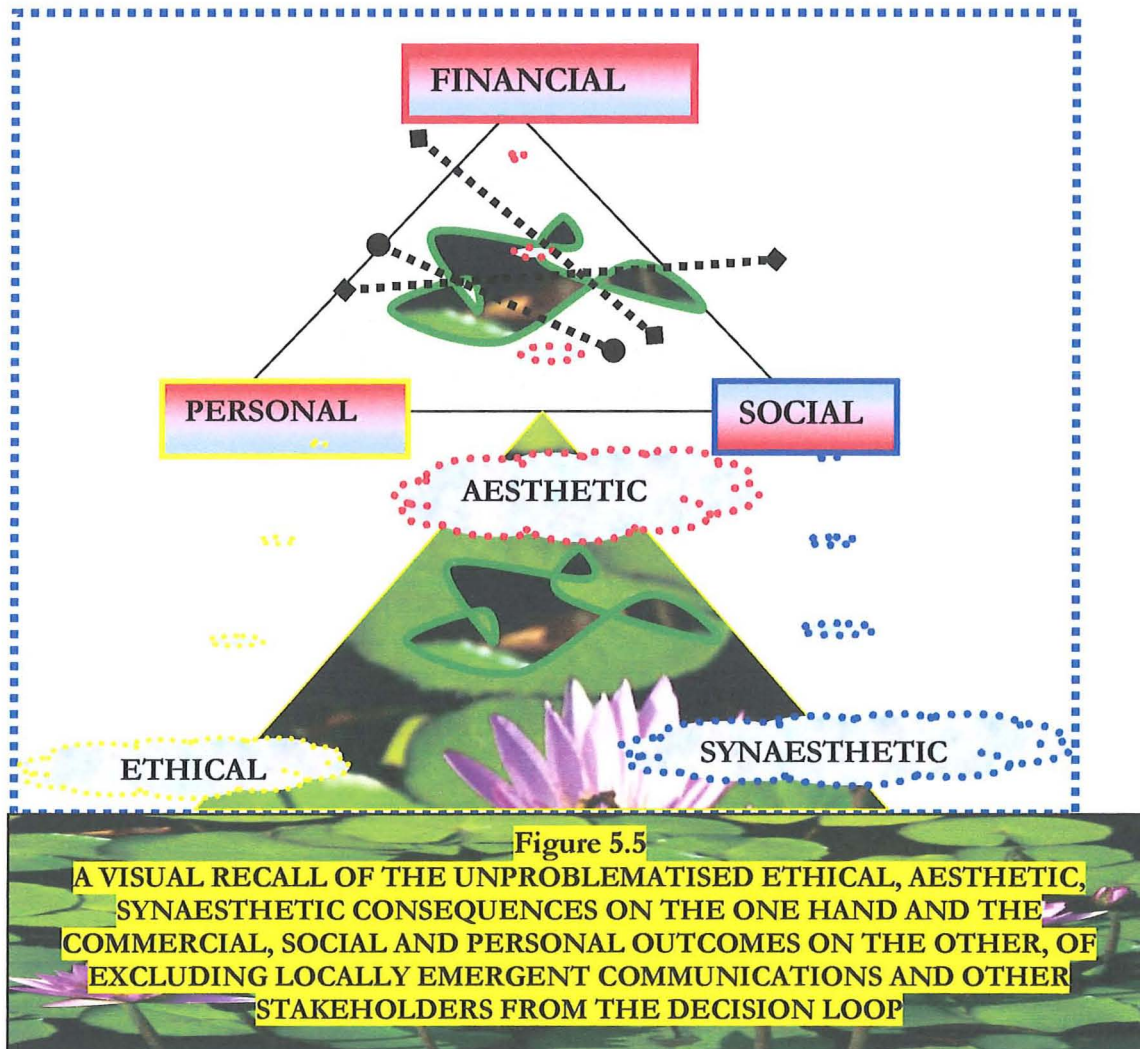 FINANCIAL
PERSONAL
SOCIAL
AESTHETIC
ETHICAL
SYNAESTHETIC
Figure 5.5
A VISUAL RECALL OF THE UNPROBLEMATISED ETHICAL, AESTHETIC,
SYNAESTHETIC CONSEQUENCES ON THE ONE HAND AND THE
COMMERCIAL, SOCIAL AND PERSONAL OUTCOMES ON THE OTHER, OF
EXCLUDING LOCALLY EMERGENT COMMUNICATIONS AND OTHER
STAKEHOLDERS FROM THE DECISION LOOP